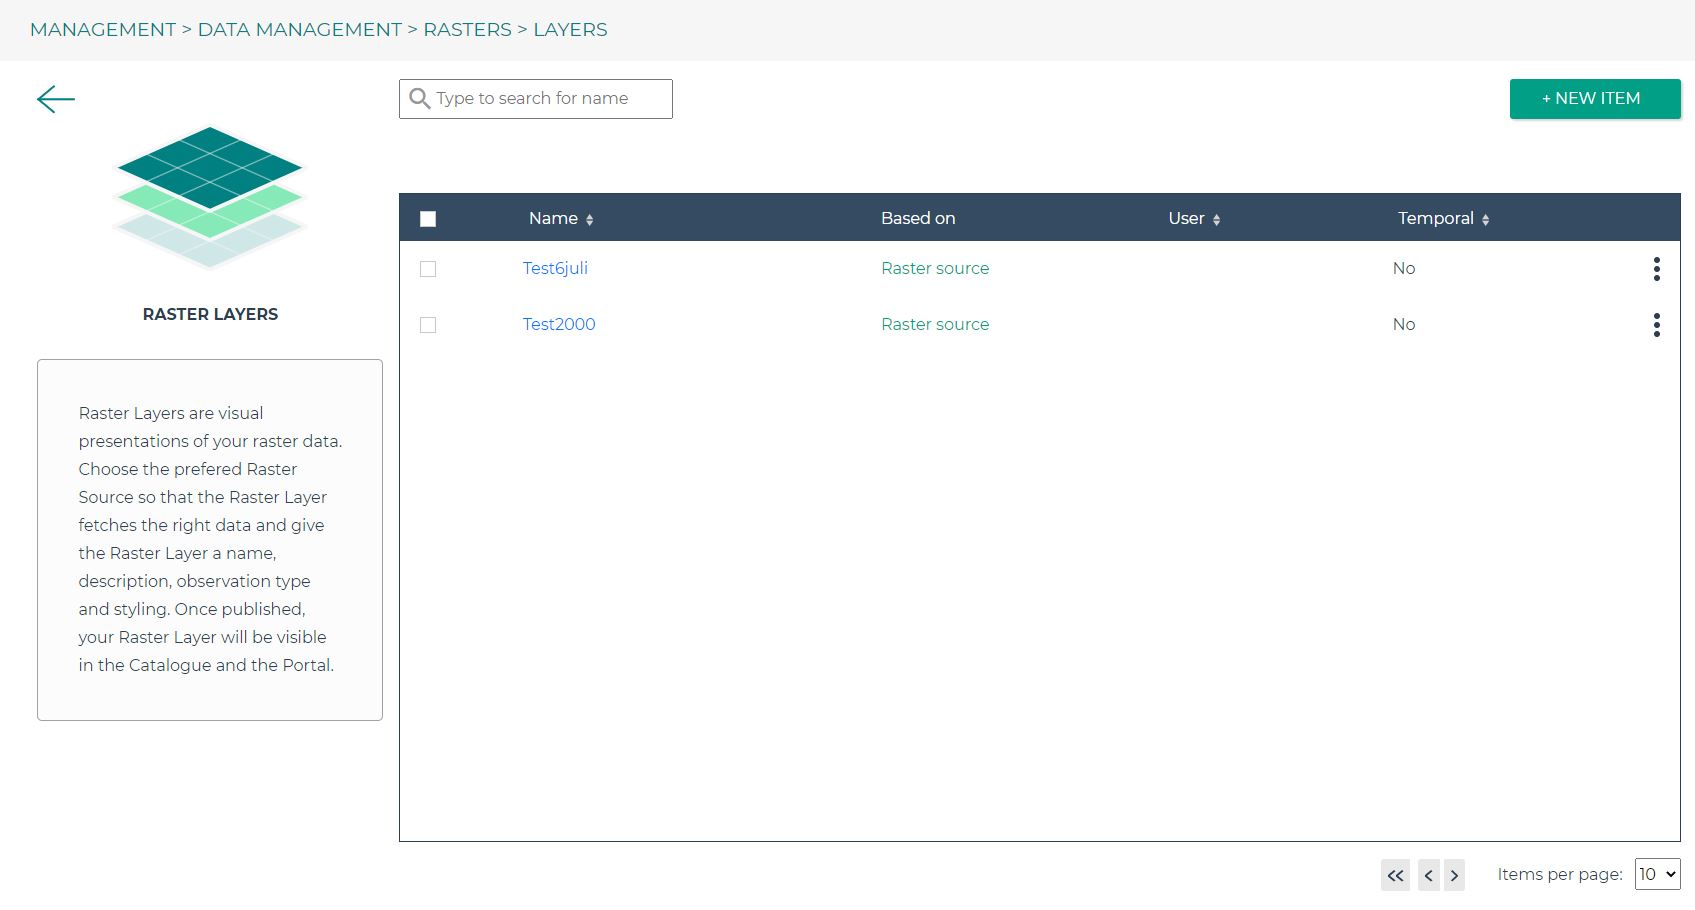 MANAGEMENT > DATA MANAGEMENT > RASTERS > LAYERS
Type to search for name
+ NEW ITEM
RASTER LAYERS
Raster Layers are visual
presentations of your raster data.
Choose the prefered Raster
Source so that the Raster Layer
fetches the right data and give
the Raster Layer a name,
description, observation type
and styling. Once published,
your Raster Layer will be visible
in the Catalogue and the Portal.
Name Based on User Temporal
Test6juli Raster source No
Test2000 Raster source No
<< < > Items per page: 10